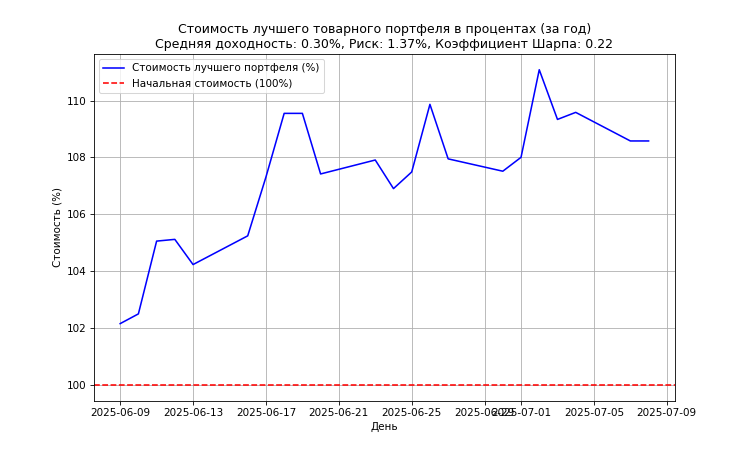 Стоимость лучшего товарного портфеля в процентах (за год)
Средняя доходность: 0.30%, Риск: 1.37%, Коэффициент Шарпа: 0.22
Стоимость лучшего портфеля (%)
Начальная стоимость (100%)
Стоимость (%)
110
108
106
104
102
100
2025-06-09 2025-06-13 2025-06-17 2025-06-21 2025-06-25 2025-06-29 2025-07-01 2025-07-05 2025-07-09
День